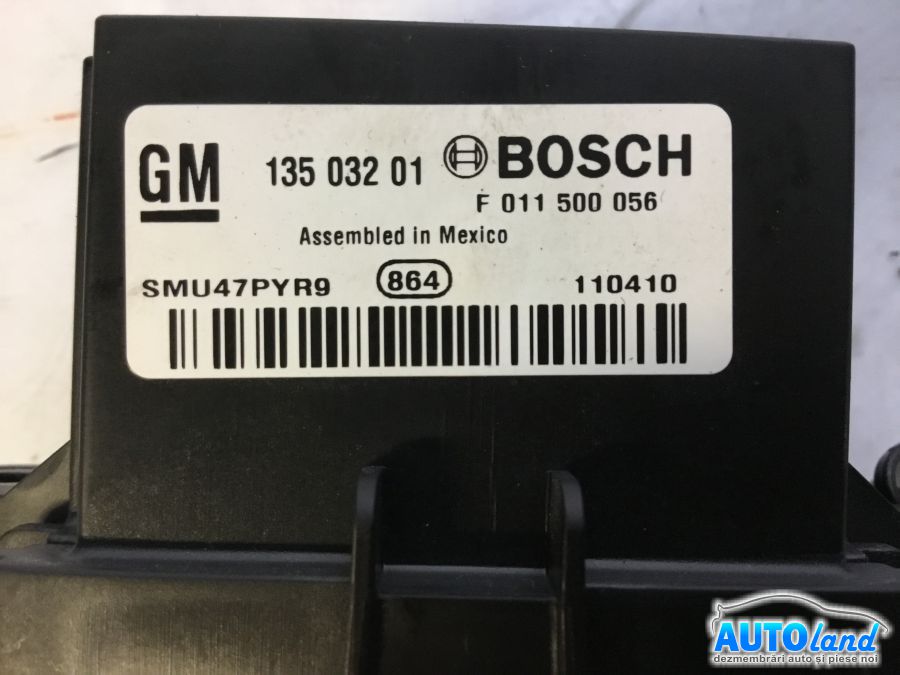 GM 135 032 01 BOSCH
F 011 500 056
Assembled in Mexico
SMU47PYR9 864 110410
AUTOland
dezmembrări auto și piese noi